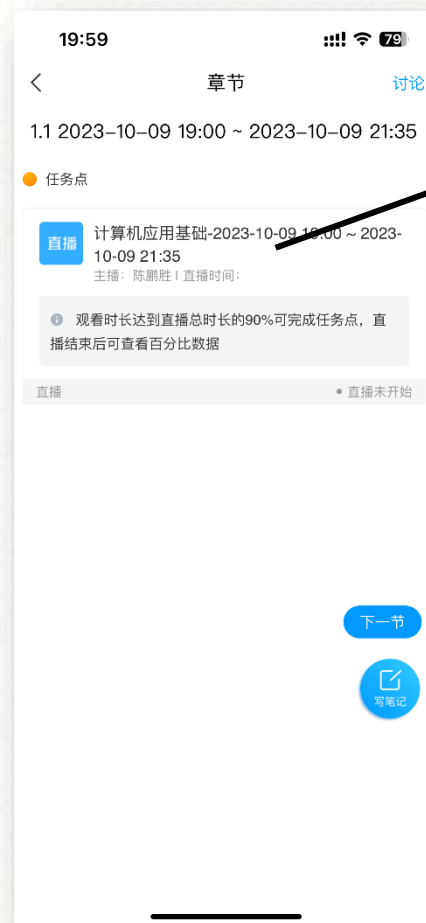 19:59
79
章节
讨论
1.1 2023-10-09 19:00 ~ 2023-10-09 21:35
任务点
直播
计算机应用基础-2023-10-09 19:00 ~ 2023-
10-09 21:35
主播：陈鹏胜 | 直播时间：
观看时长达到直播总时长的90%可完成任务点，直
播结束后可查看百分比数据
直播
直播未开始
下一节
写笔记